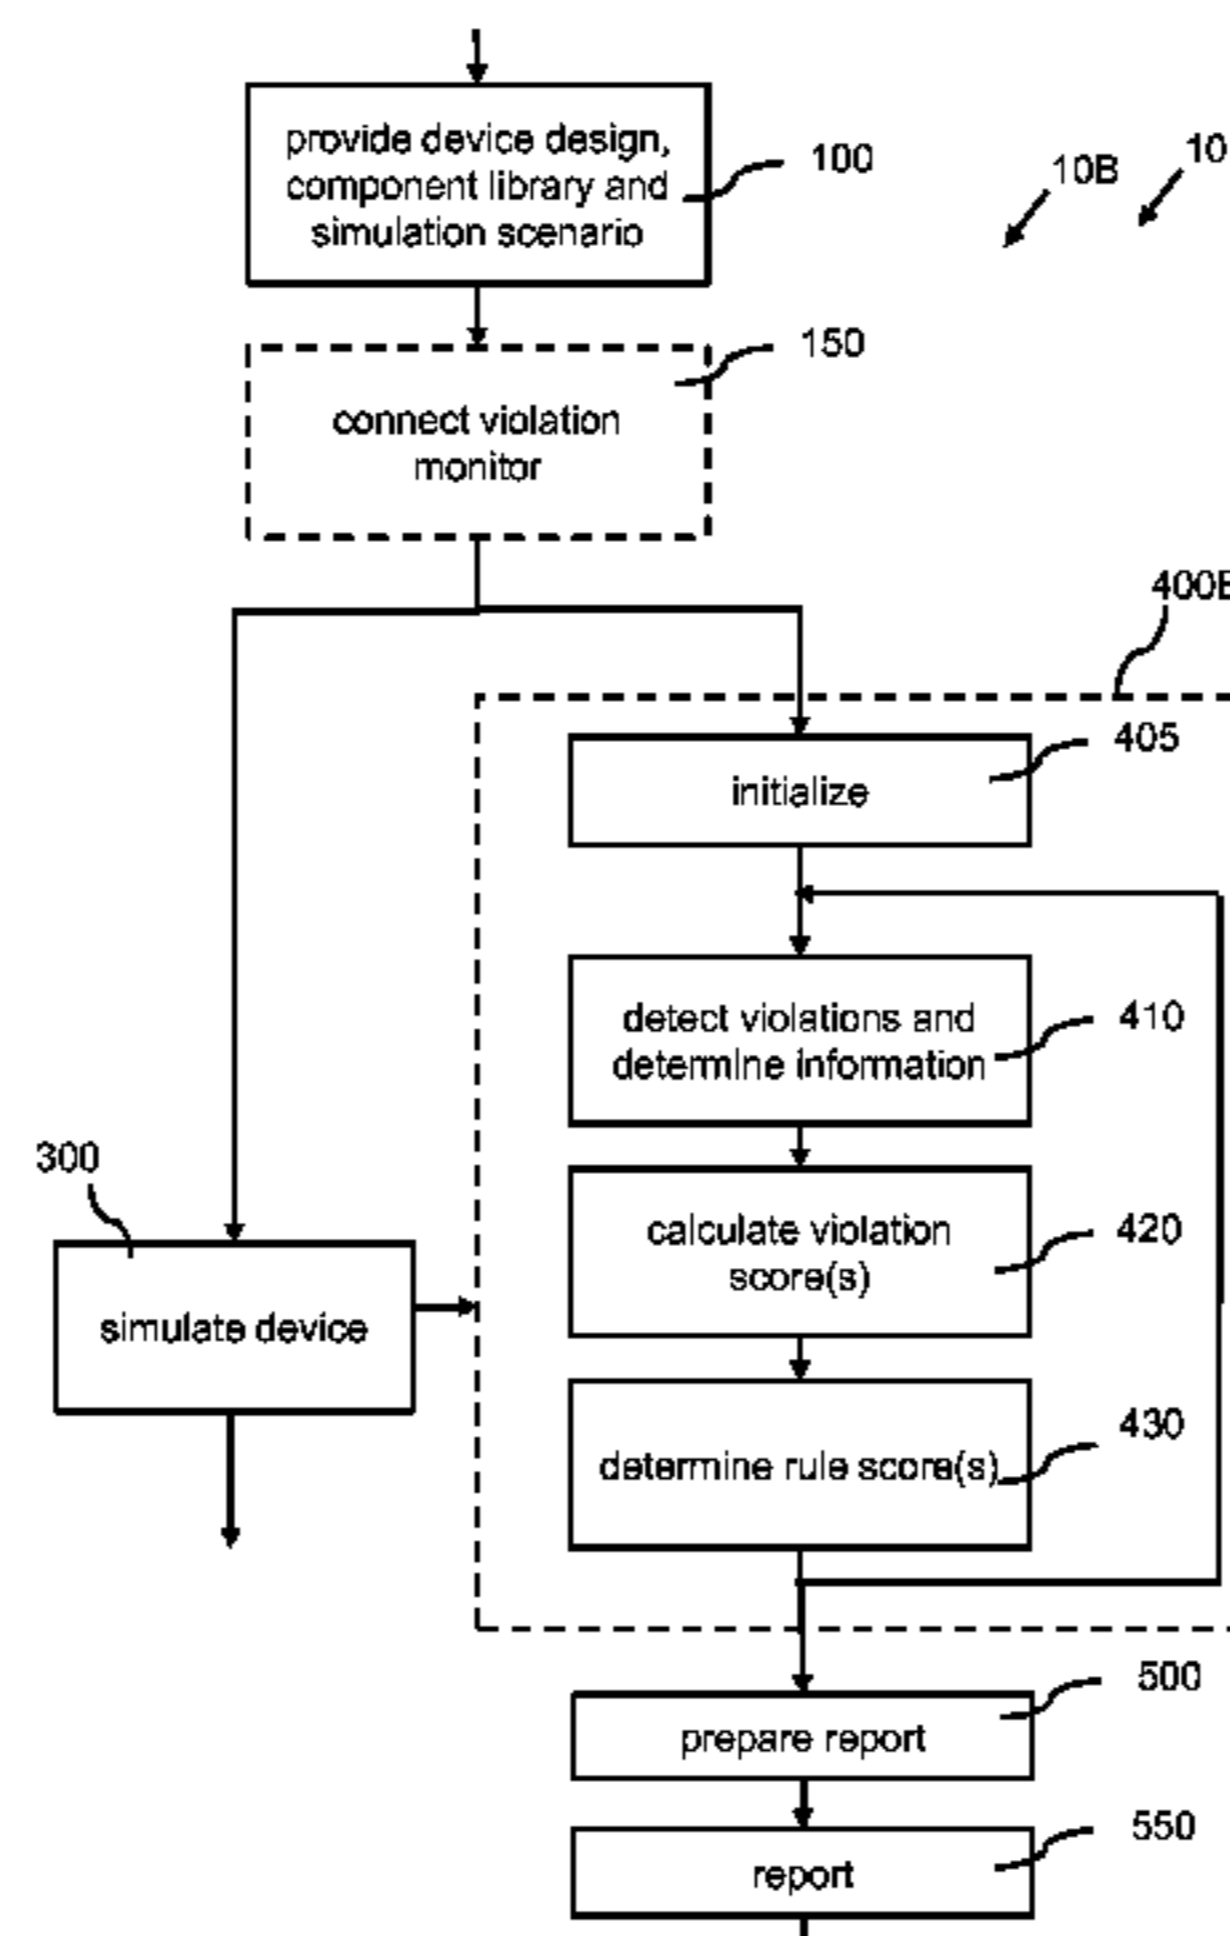 provide device design,
component library and
simulation scenario
100
10B
10
150
connect violation
monitor
400B
405
initialize
detect violations and
determine information
410
300
calculate violation
score(s)
420
simulate device
determine rule score(s)
430
500
prepare report
550
report